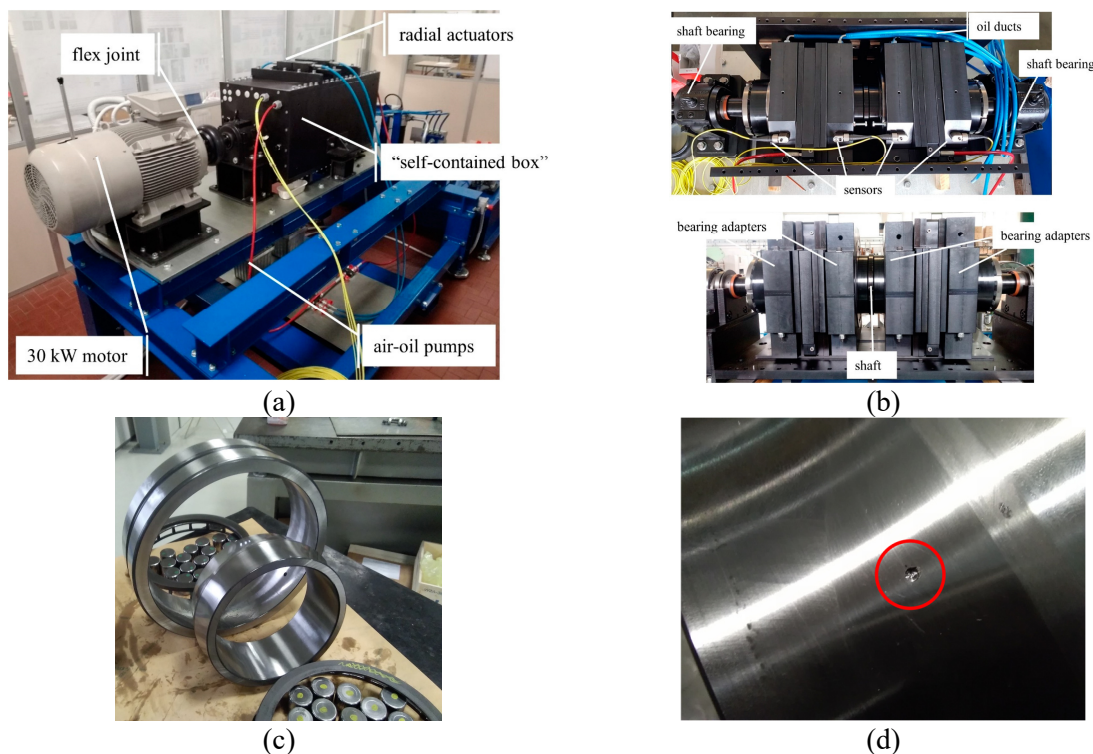 radial actuators
flex joint
“self-contained box”
30 kW motor
air-oil pumps
(a)
oil ducts
shaft bearing
shaft bearing
sensors
bearing adapters
bearing adapters
shaft
(b)
(c)
(d)